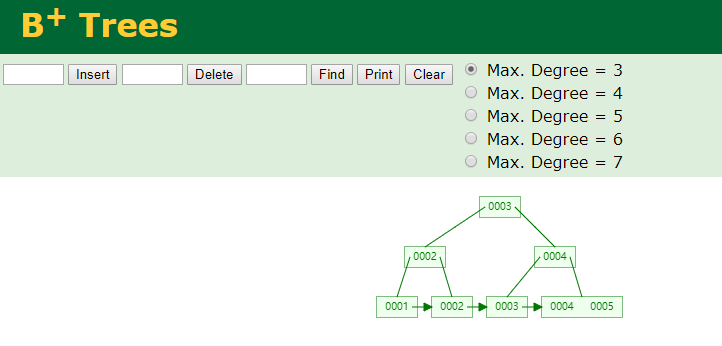 B+ Trees
Insert Delete Find Print Clear
Max. Degree = 3
Max. Degree = 4
Max. Degree = 5
Max. Degree = 6
Max. Degree = 7
0003
0002 0004
0001 0002 0003 0004 0005